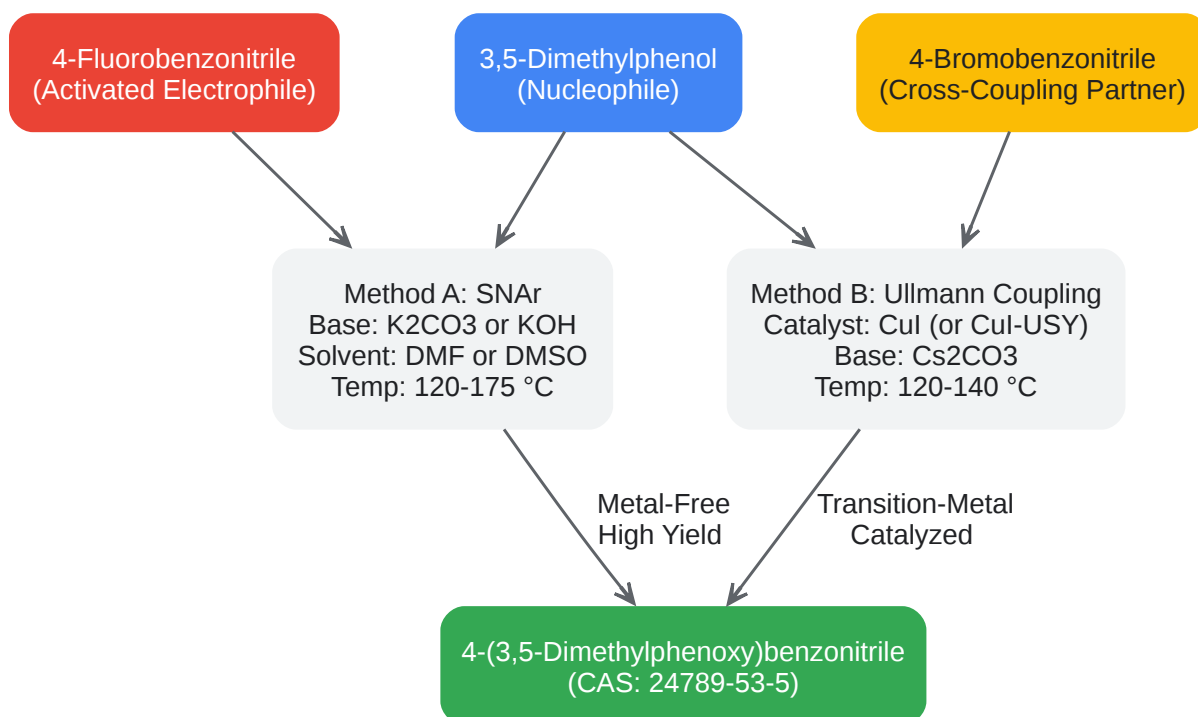 4-Fluorobenzonitrile
(Activated Electrophile)
3,5-Dimethylphenol
(Nucleophile)
4-Bromobenzonitrile
(Cross-Coupling Partner)
Method A: SNAr
Base: K2CO3 or KOH
Solvent: DMF or DMSO
Temp: 120-175 °C
Method B: Ullmann Coupling
Catalyst: CuI (or CuI-USY)
Base: Cs2CO3
Temp: 120-140 °C
Metal-Free
High Yield
Transition-Metal
Catalyzed
4-(3,5-Dimethylphenoxy)benzonitrile
(CAS: 24789-53-5)